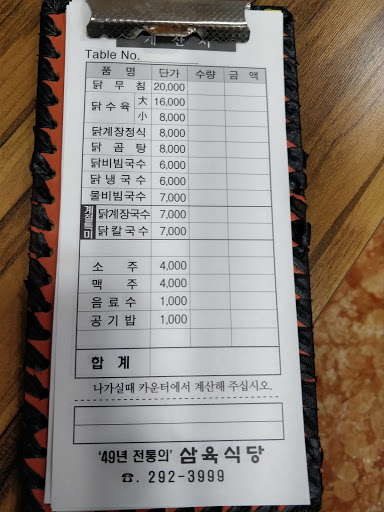 계 산 서
Table No.
품 명 단가 수량 금 액
닭 무 침 20,000
닭수육 大 16,000
小 8,000
닭계장정식 8,000
닭 곰 탕 8,000
닭비빔국수 6,000
닭냉국수 6,000
물비빔국수 7,000
겨울별미 닭계장국수 7,000
닭칼국수 7,000
소 주 4,000
맥 주 4,000
음료수 1,000
공기밥 1,000
합 계
나가실때 카운터에서 계산해 주십시오.
'49년 전통의' 삼육식당
☎. 292-3999